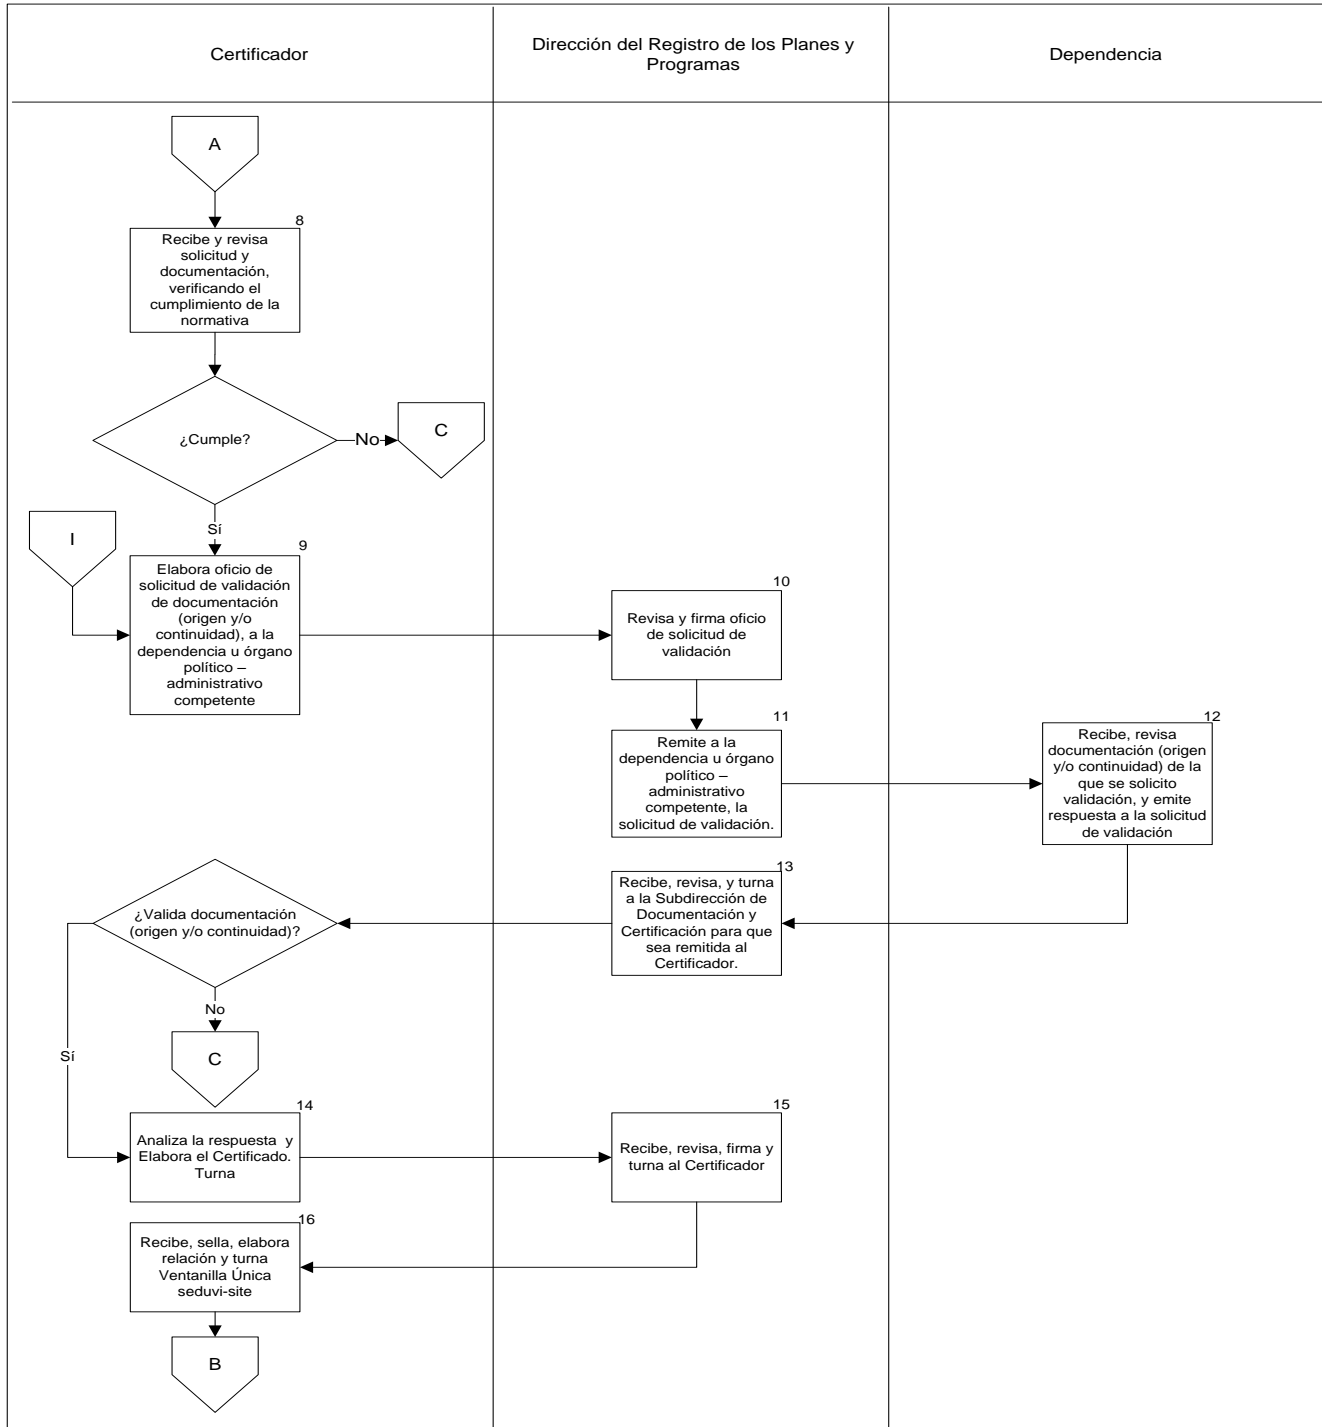 Certificador
Dirección del Registro de los Planes y
Programas
Dependencia
A
8
Recibe y revisa
solicitud y
documentación,
verificando el
cumplimiento de la
normativa
¿Cumple?
No
C
Sí
I
9
Elabora oficio de
solicitud de validación
de documentación
(origen y/o
continuidad), a la
dependencia u órgano
político –
administrativo
competente
10
Revisa y firma oficio
de solicitud de
validación
11
Remite a la
dependencia u órgano
político –
administrativo
competente, la
solicitud de validación.
12
Recibe, revisa
documentación (origen
y/o continuidad) de la
que se solicito
validación, y emite
respuesta a la solicitud
de validación
13
Recibe, revisa, y turna
a la Subdirección de
Documentación y
Certificación para que
sea remitida al
Certificador.
¿Valida documentación
(origen y/o continuidad)?
No
C
Sí
14
Analiza la respuesta y
Elabora el Certificado.
Turna
15
Recibe, revisa, firma y
turna al Certificador
16
Recibe, sella, elabora
relación y turna
Ventanilla Única
seduvi-site
B